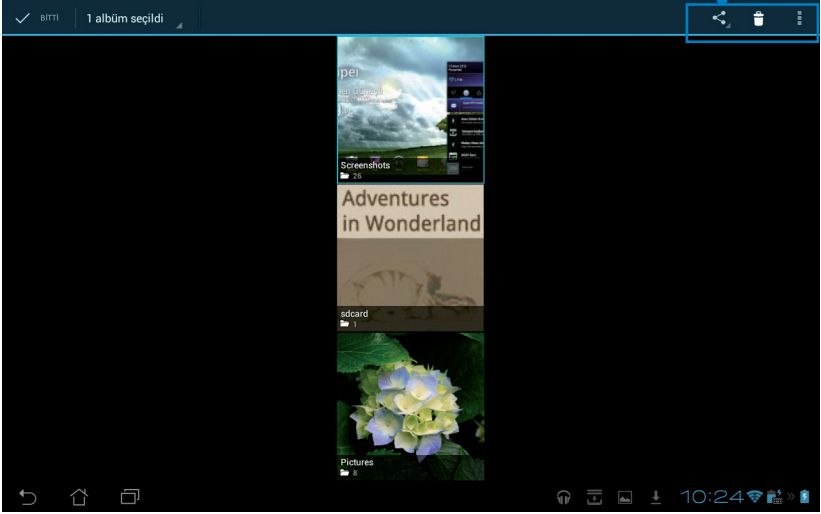 BİTTİ
1 albüm seçildi
Screenshots
26
Adventures
in Wonderland
sdcard
1
Pictures
8
10:24